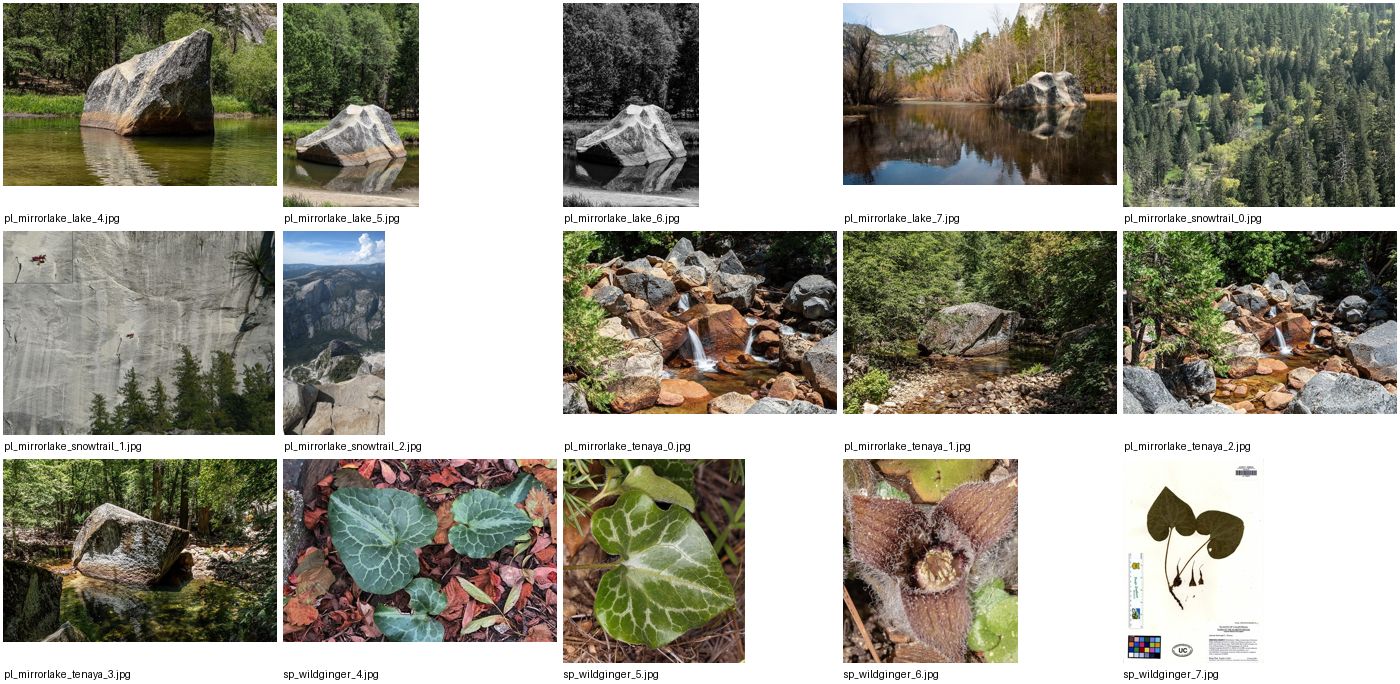 pl_mirrorlake_lake_4.jpg
pl_mirrorlake_lake_5.jpg
pl_mirrorlake_lake_6.jpg
pl_mirrorlake_lake_7.jpg
pl_mirrorlake_snowtrail_0.jpg
pl_mirrorlake_snowtrail_1.jpg
pl_mirrorlake_snowtrail_2.jpg
pl_mirrorlake_tenaya_0.jpg
pl_mirrorlake_tenaya_1.jpg
pl_mirrorlake_tenaya_2.jpg
UC
pl_mirrorlake_tenaya_3.jpg
sp_wildginger_4.jpg
sp_wildginger_5.jpg
sp_wildginger_6.jpg
sp_wildginger_7.jpg